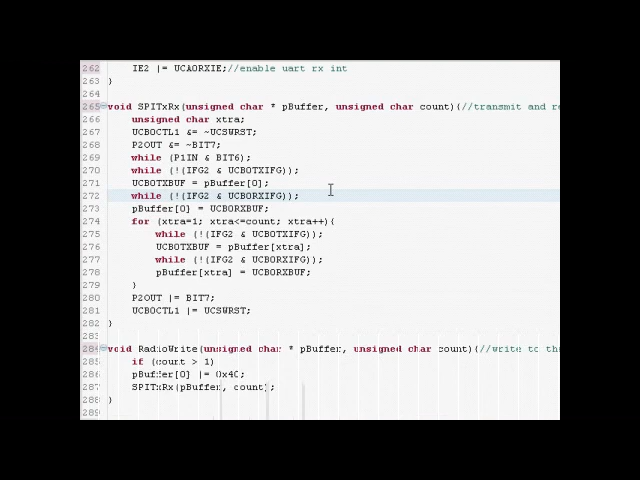 262 IE2 |= UCA0RXIE;//enable uart rx int
263 }
264
265 void SPITxRx(unsigned char * pBuffer, unsigned char count){//transmit and re
266 unsigned char xtra;
267 UCB0CTL1 &= ~UCSWRST;
268 P2OUT &= ~BIT7;
269 while (P1IN & BIT6);
270 while (!(IFG2 & UCB0TXIFG));
271 UCB0TXBUF = pBuffer[0];
272 while (!(IFG2 & UCB0RXIFG));
273 pBuffer[0] = UCB0RXBUF;
274 for (xtra=1; xtra<=count; xtra++){
275 while (!(IFG2 & UCB0TXIFG));
276 UCB0TXBUF = pBuffer[xtra];
277 while (!(IFG2 & UCB0RXIFG));
278 pBuffer[xtra] = UCB0RXBUF;
279 }
280 P2OUT |= BIT7;
281 UCB0CTL1 |= UCSWRST;
282 }
283
284 void RadioWrite(unsigned char * pBuffer, unsigned char count){//write to th
285 if (count > 1)
286 pBuffer[0] |= 0x40;
287 SPITxRx(pBuffer, count);
288 }
289